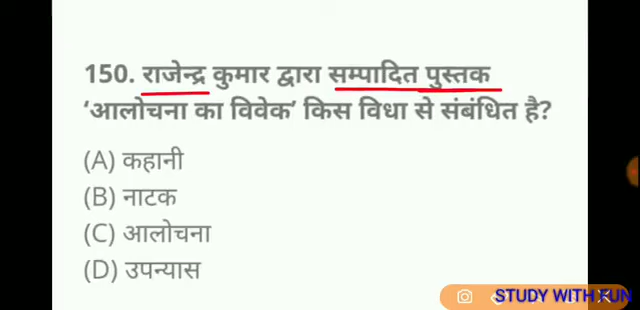 150. राजेन्द्र कुमार द्वारा सम्पादित पुस्तक
‘आलोचना का विवेक’ किस विधा से संबंधित है?
(A) कहानी
(B) नाटक
(C) आलोचना
(D) उपन्यास
STUDY WITH FUN